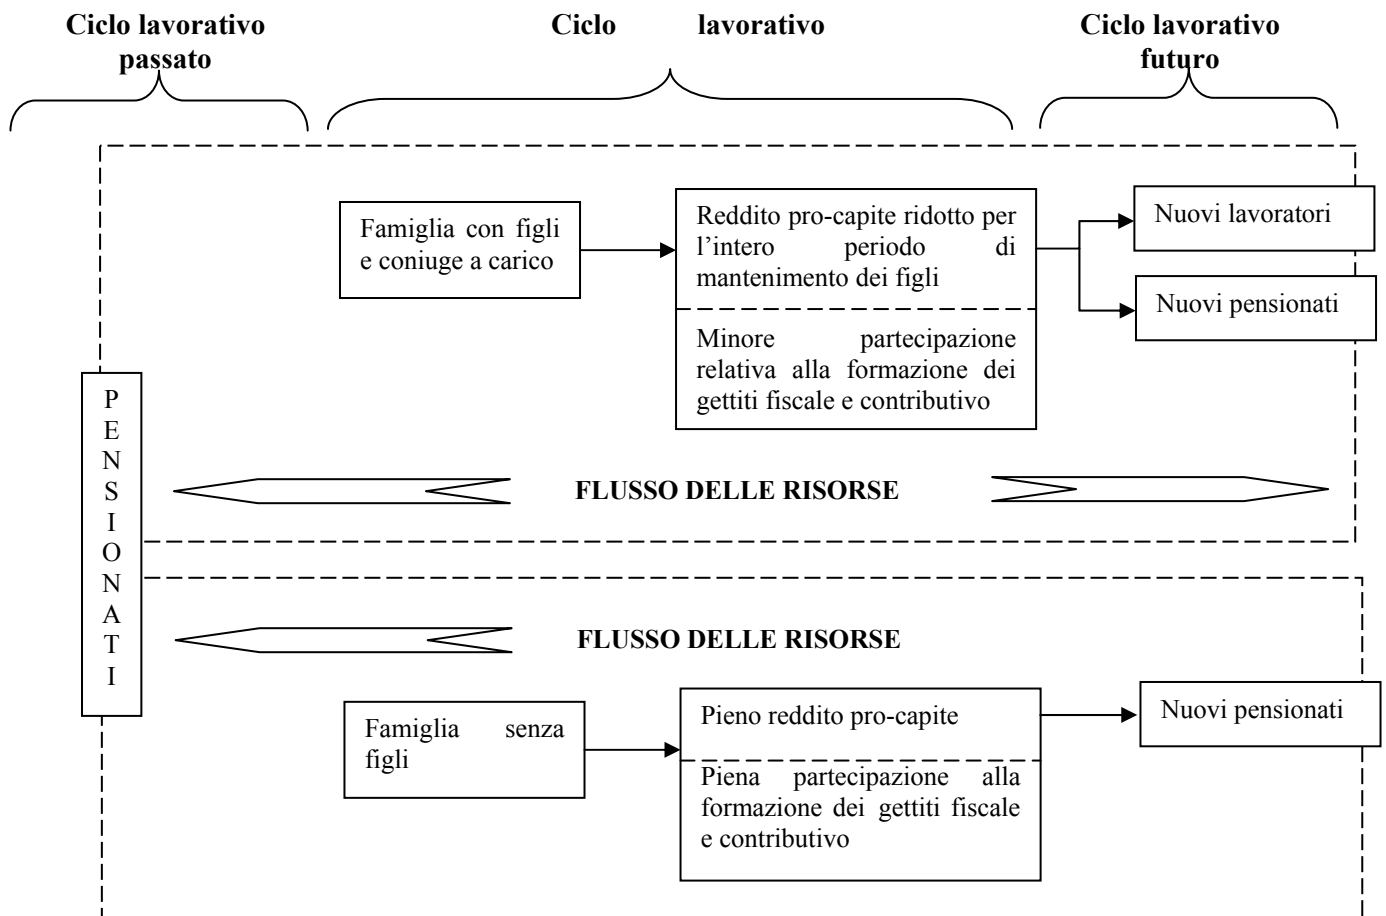 Ciclo lavorativo
passato
Ciclo lavorativo
Ciclo lavorativo
futuro
Famiglia con figli
e coniuge a carico
Reddito pro-capite ridotto per
l’intero periodo di
mantenimento dei figli
Minore partecipazione
relativa alla formazione dei
gettiti fiscale e contributivo
Nuovi lavoratori
Nuovi pensionati
P
E
N
S
I
O
N
A
T
I
FLUSSO DELLE RISORSE
FLUSSO DELLE RISORSE
Famiglia senza
figli
Pieno reddito pro-capite
Piena partecipazione alla
formazione dei gettiti fiscale
e contributivo
Nuovi pensionati